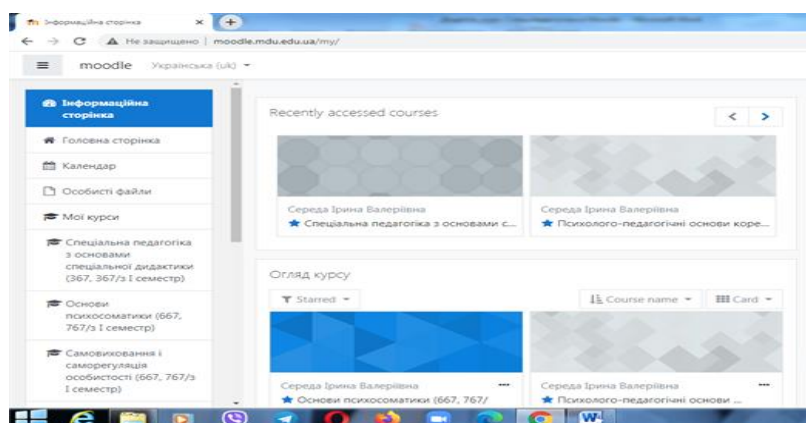 Інформаційна сторінка
Не защищено | moodle.mdu.edu.ua/my/
moodle Українська (uk)
Інформаційна
сторінка
Головна сторінка
Календар
Особисті файли
Мої курси
Спеціальна педагогіка
з основами
спеціальної дидактики
(367, 367/з І семестр)
Основи
психосоматики (667,
767/з І семестр)
Самовиховання і
саморегуляція
особистості (667, 767/з
І семестр)
Recently accessed courses
Середа Ірина Валеріївна
Спеціальна педагогіка з основами с...
Середа Ірина Валеріївна
Психолого-педагогічні основи коре...
Огляд курсу
Starred
Course name
Card
Середа Ірина Валеріївна
Основи психосоматики (667, 767/
Середа Ірина Валеріївна
Психолого-педагогічні основи ...